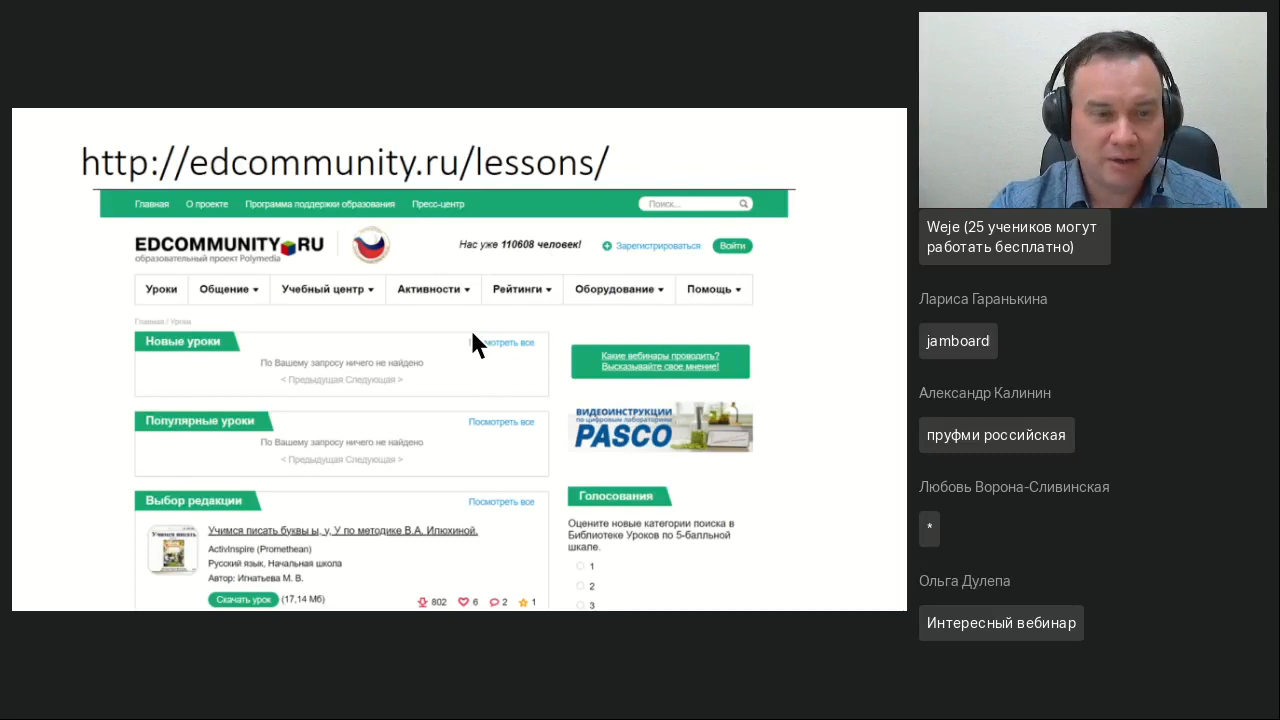 http://edcommunity.ru/lessons/
Главная О проекте Программа поддержки образования Пресс-центр Поиск...
EDCOMMUNITY.RU
образовательный проект Polymedia
Нас уже 110608 человек! Зарегистрироваться Войти
Уроки Общение Учебный центр Активности Рейтинги Оборудование Помощь
Главная / Уроки
Новые уроки
По Вашему запросу ничего не найдено
< Предыдущая Следующая >
Популярные уроки Посмотреть все
По Вашему запросу ничего не найдено
< Предыдущая Следующая >
Выбор редакции Посмотреть все
Учимся писать
Учимся писать буквы ы, у, У по методике В.А. Илюхиной.
ActivInspire (Promethean)
Русский язык, Начальная школа
Автор: Игнатьева М. В.
Скачать урок (17,14 Мб) 802 6 2 1
Какие вебинары проводить?
Высказывайте свое мнение!
ВИДЕОИНСТРУКЦИИ
по цифровым лабораториям
PASCO
Голосования
Оцените новые категории поиска в
Библиотеке Уроков по 5-балльной
шкале.
1
2
3
Weje (25 учеников могут
работать бесплатно)
Лариса Гаранькина
jamboard
Александр Калинин
пруфми российская
Любовь Ворона-Сливинская
*
Ольга Дулепа
Интересный вебинар